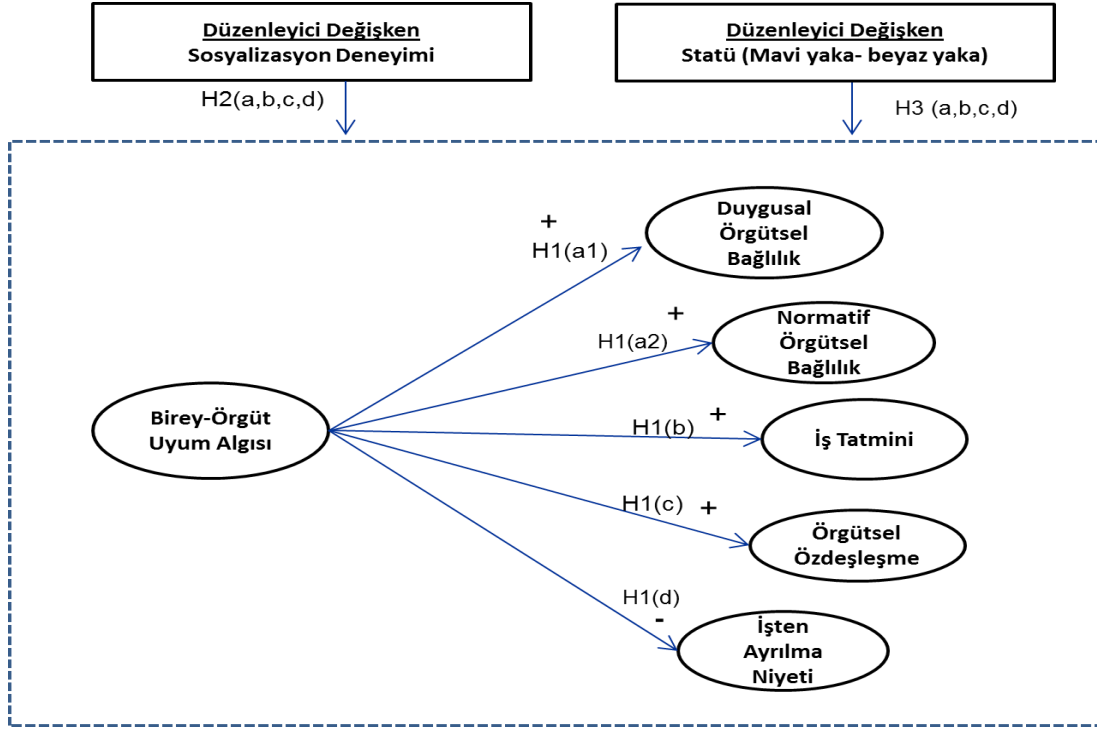 Düzenleyici Değişken
Sosyalizasyon Deneyimi
Düzenleyici Değişken
Statü (Mavi yaka- beyaz yaka)
H2(a,b,c,d)
H3 (a,b,c,d)
Birey-Örgüt
Uyum Algısı
+
H1(a1)
Duygusal
Örgütsel
Bağlılık
+
H1(a2)
Normatif
Örgütsel
Bağlılık
+
H1(b)
İş Tatmini
H1(c)
+
Örgütsel
Özdeşleşme
H1(d)
-
İşten
Ayrılma
Niyeti